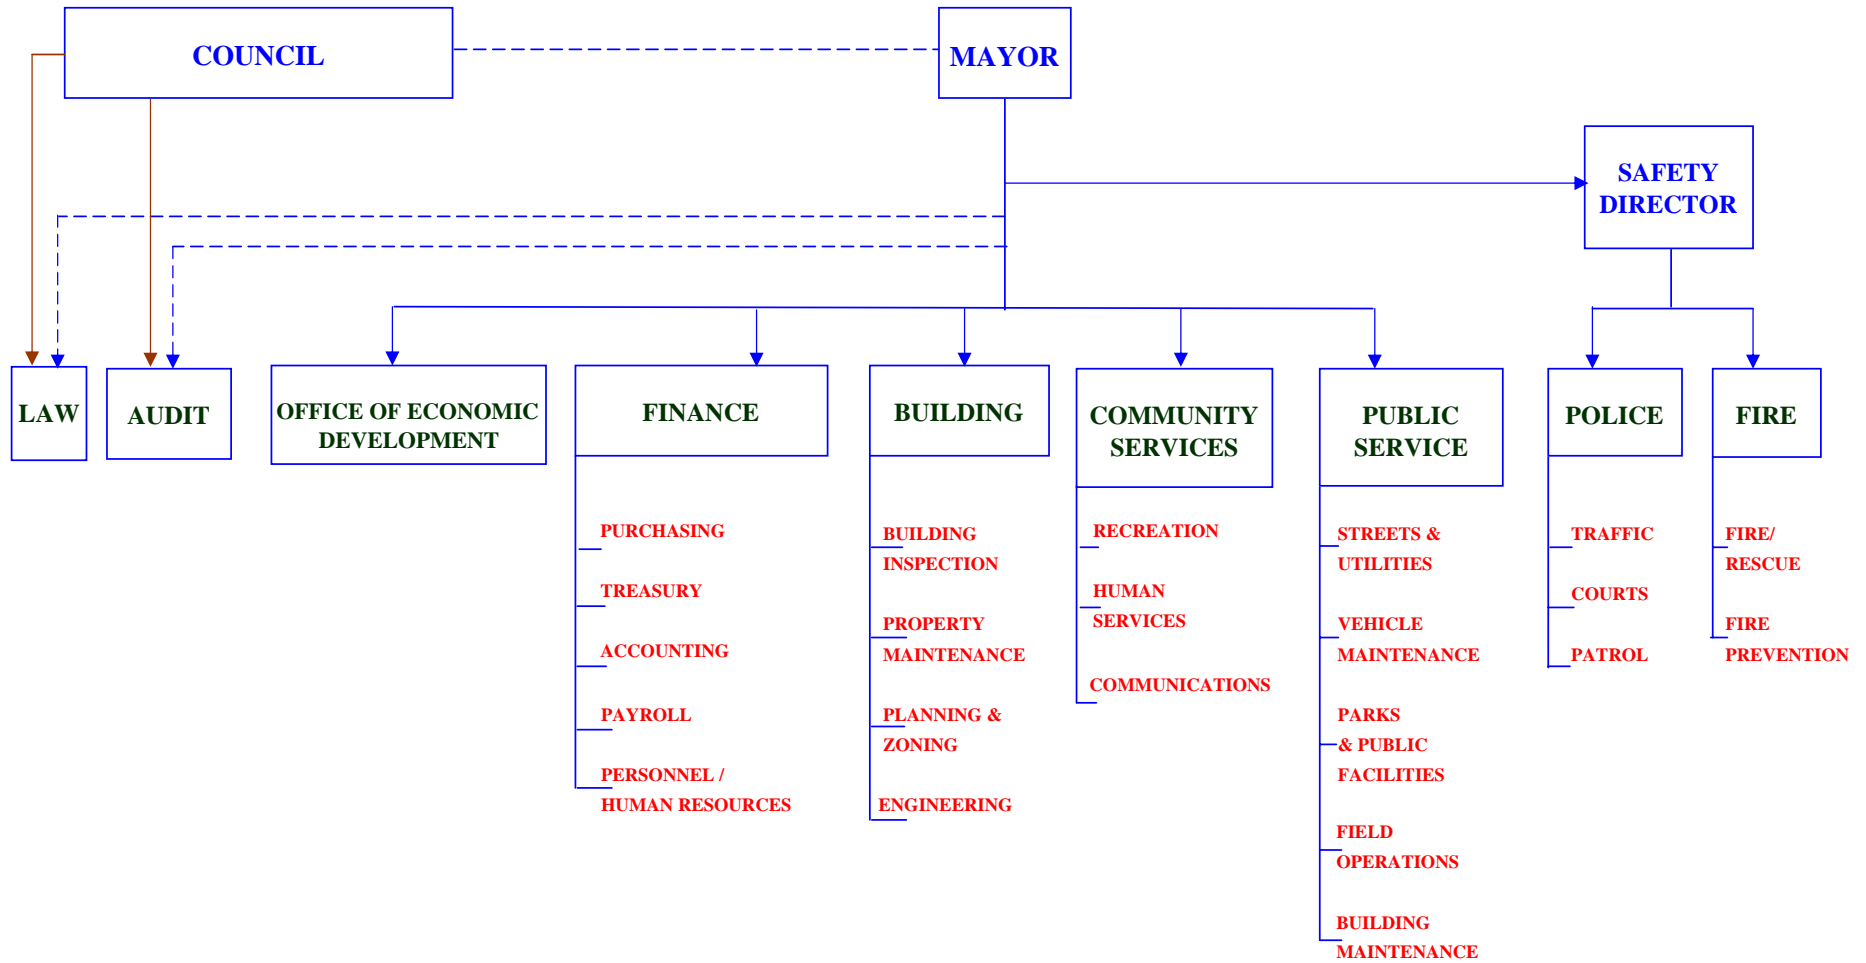 COUNCIL
MAYOR
SAFETY
DIRECTOR
LAW
AUDIT
OFFICE OF ECONOMIC
DEVELOPMENT
FINANCE
BUILDING
COMMUNITY
SERVICES
PUBLIC
SERVICE
POLICE
FIRE
PURCHASING
TREASURY
ACCOUNTING
PAYROLL
PERSONNEL /
HUMAN RESOURCES
BUILDING
INSPECTION
PROPERTY
MAINTENANCE
PLANNING &
ZONING
ENGINEERING
RECREATION
HUMAN
SERVICES
COMMUNICATIONS
STREETS &
UTILITIES
VEHICLE
MAINTENANCE
PARKS
& PUBLIC
FACILITIES
FIELD
OPERATIONS
BUILDING
MAINTENANCE
TRAFFIC
COURTS
PATROL
FIRE/
RESCUE
FIRE
PREVENTION